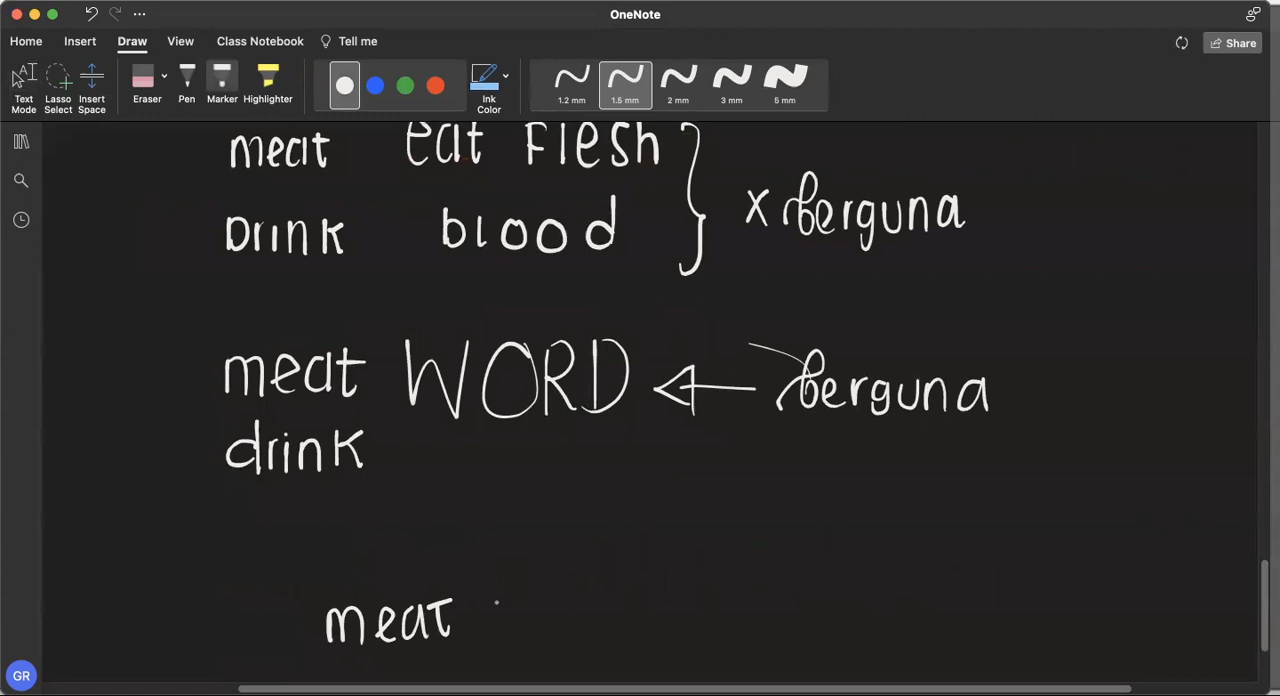 OneNote
Home Insert Draw View Class Notebook Tell me Share
Text Mode Lasso Select Insert Space Eraser Pen Marker Highlighter Ink Color 1.2 mm 1.5 mm 2 mm 3 mm 5 mm
meat eat Flesh
Drink blood
x berguna
meat WORD berguna
drink
meat
GR